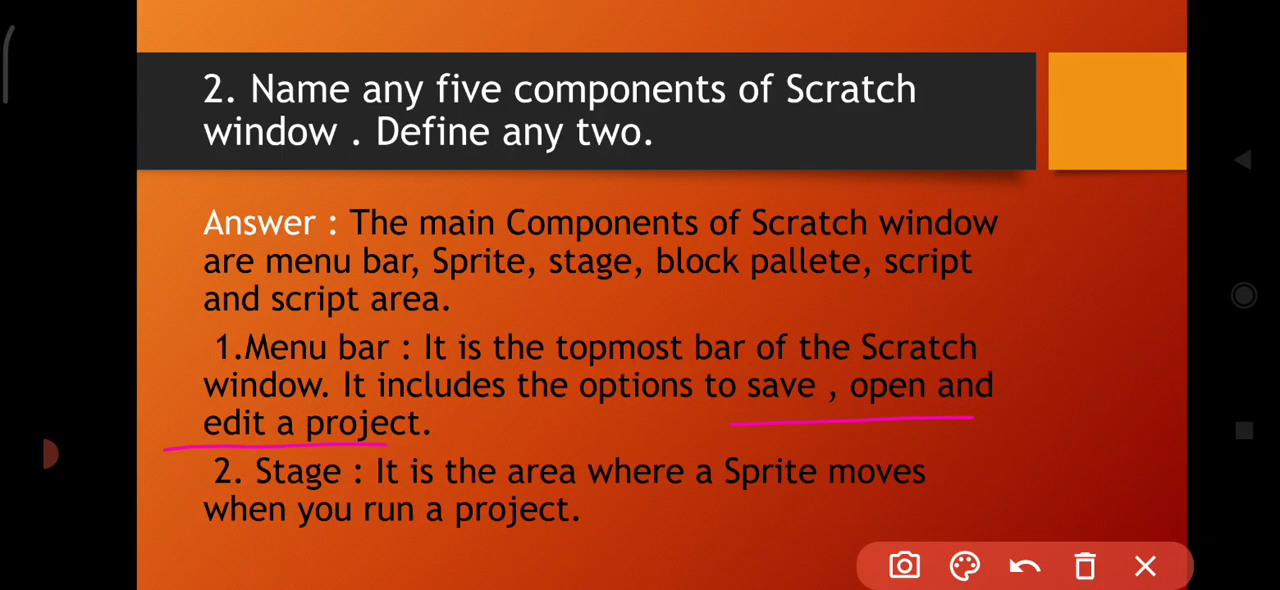 2. Name any five components of Scratch
window . Define any two.
Answer : The main Components of Scratch window
are menu bar, Sprite, stage, block pallete, script
and script area.
1.Menu bar : It is the topmost bar of the Scratch
window. It includes the options to save , open and
edit a project.
2. Stage : It is the area where a Sprite moves
when you run a project.